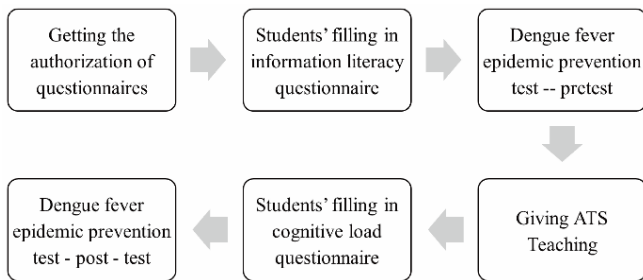 Getting the
authorization of
questionnaires
Students' filling in
information literacy
questionnaire
Dengue fever
epidemic prevention
test -- pretest
Giving ATS
Teaching
Students' filling in
cognitive load
questionnaire
Dengue fever
epidemic prevention
test - post - test